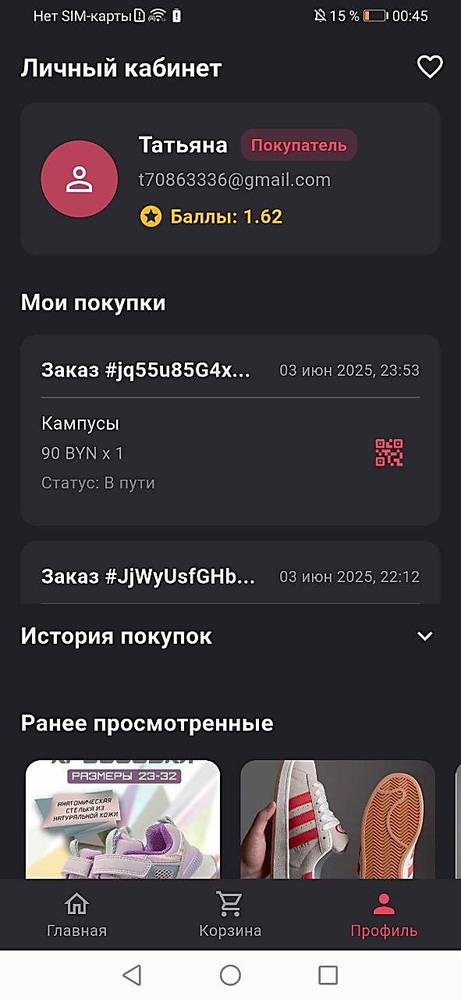 Нет SIM-карты 15 % 00:45
Личный кабинет
Татьяна Покупатель
t70863336@gmail.com
Баллы: 1.62
Мои покупки
Заказ #jq55u85G4x... 03 июн 2025, 23:53
Кампусы
90 BYN x 1
Статус: В пути
Заказ #JjWyUsfGHb... 03 июн 2025, 22:12
История покупок
Ранее просмотренные
РАЗМЕРЫ 23-32
АНАТОМИЧЕСКАЯ
СТЕЛЬКА ИЗ
НАТУРАЛЬНОЙ КОЖИ
Главная Корзина Профиль